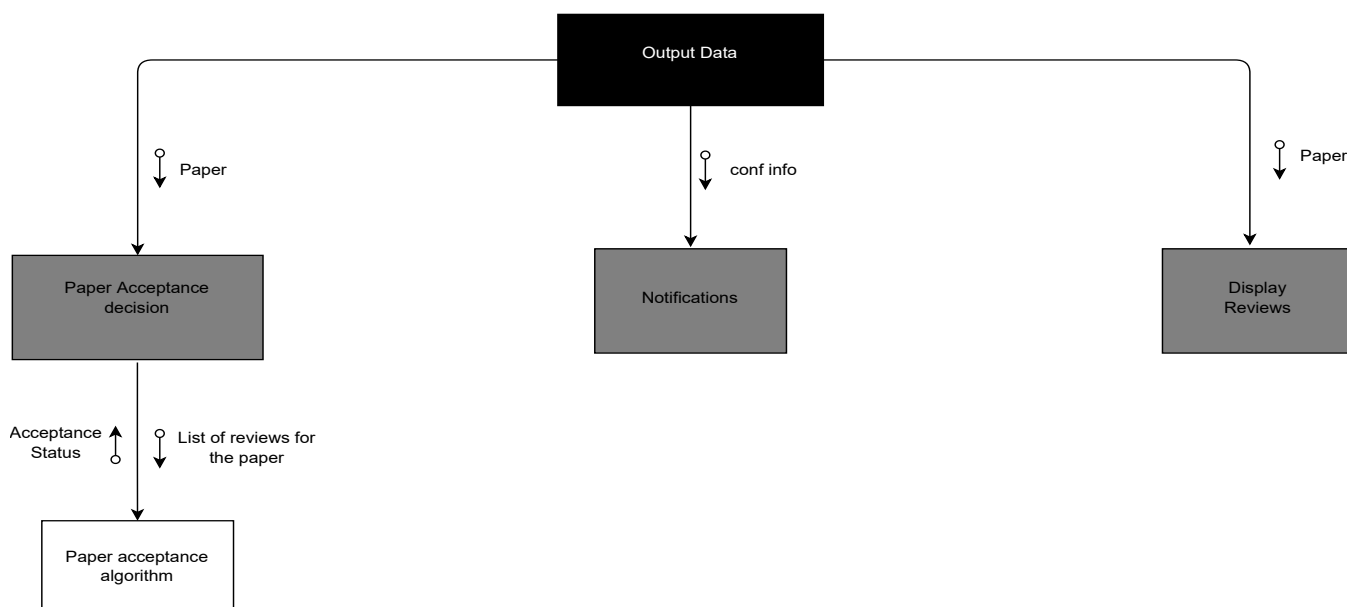 Output Data
Paper
conf info
Paper
Paper Acceptance
decision
Notifications
Display
Reviews
Acceptance
Status
List of reviews for
the paper
Paper acceptance
algorithm